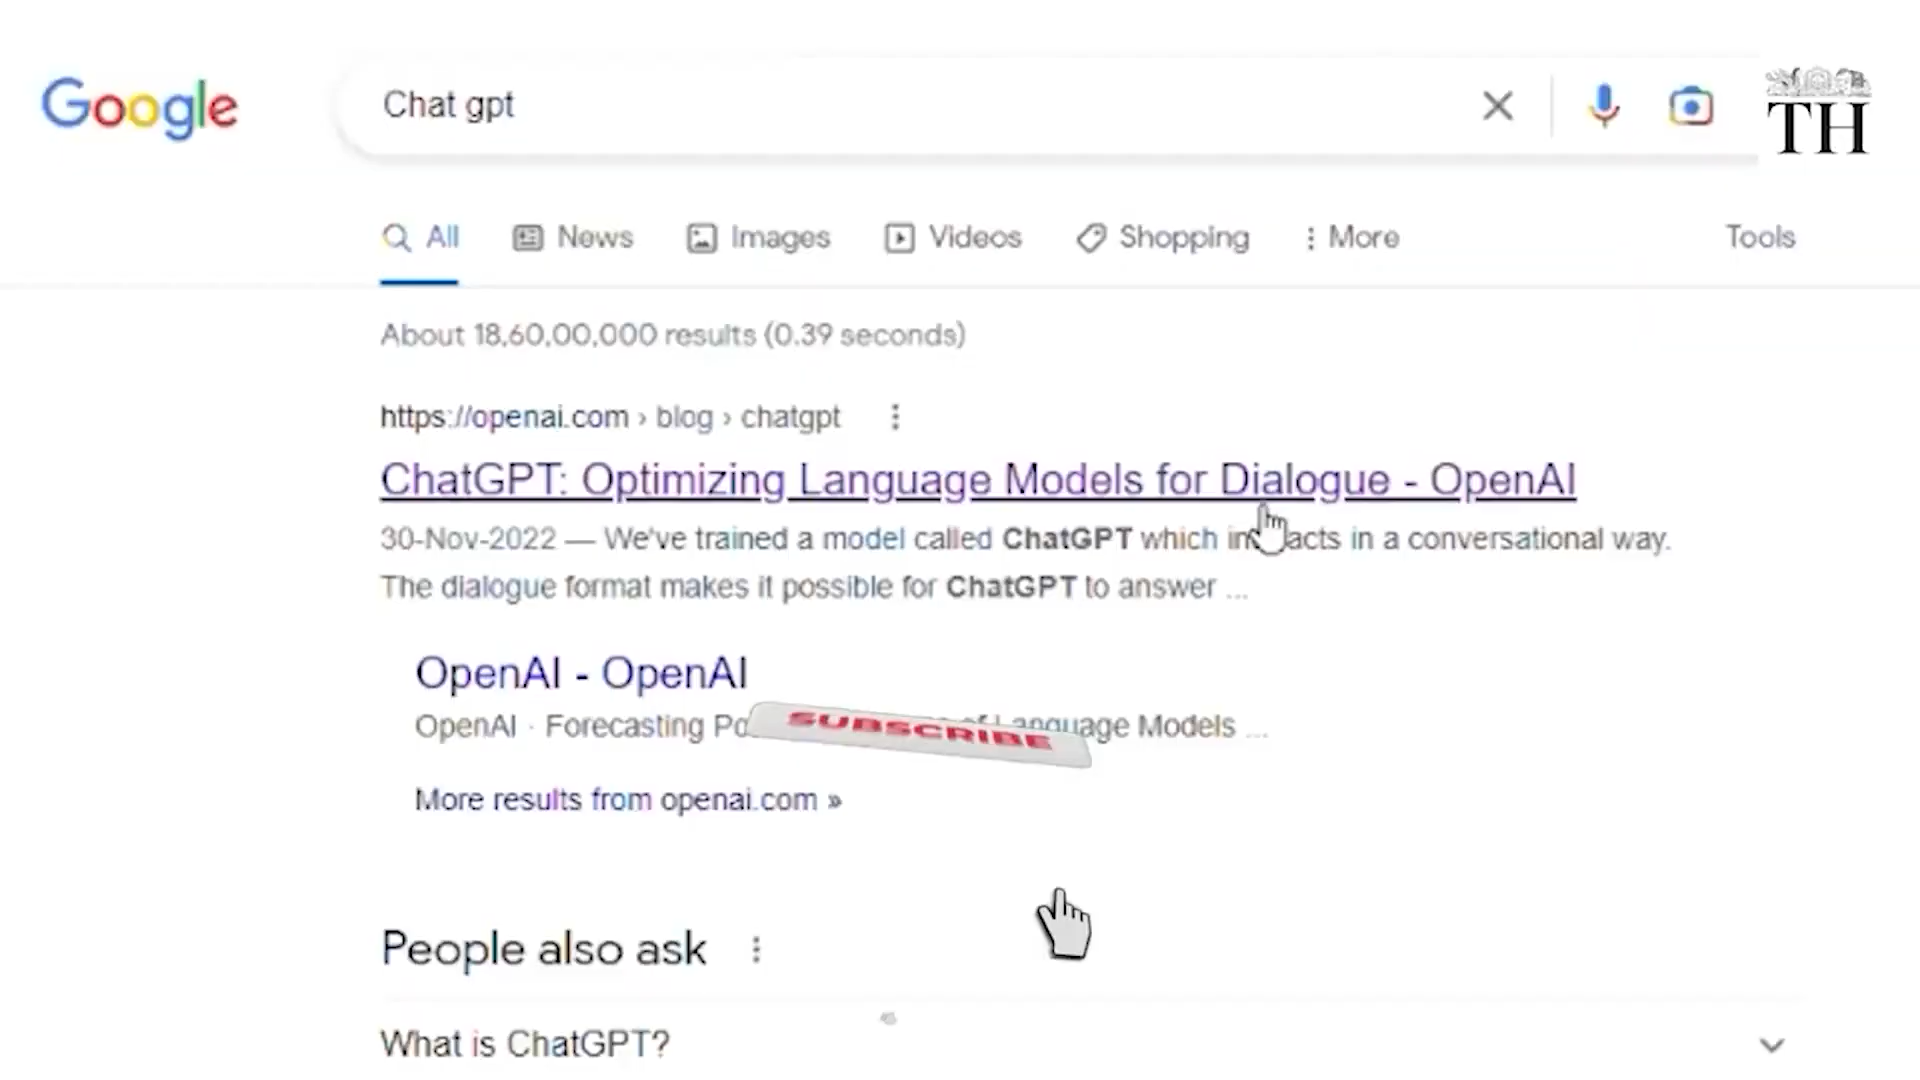 Google
Chat gpt
TH
All
News
Images
Videos
Shopping
More
Tools
About 18,60,00,000 results (0.39 seconds)
https://openai.com › blog › chatgpt
ChatGPT: Optimizing Language Models for Dialogue - OpenAI
30-Nov-2022 — We've trained a model called ChatGPT which in acts in a conversational way.
The dialogue format makes it possible for ChatGPT to answer ...
OpenAI - OpenAI
OpenAI · Forecasting of Language Models ...
SUBSCRIBE
More results from openai.com »
People also ask
What is ChatGPT?